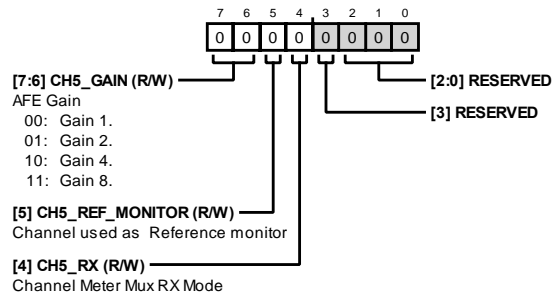 7 6 5 4 3 2 1 0
0 0 0 0 0 0 0 0
[7:6] CH5_GAIN (R/W)
AFE Gain
00: Gain 1.
01: Gain 2.
10: Gain 4.
11: Gain 8.
[5] CH5_REF_MONITOR (R/W)
Channel used as Reference monitor
[4] CH5_RX (R/W)
Channel Meter Mux RX Mode
[2:0] RESERVED
[3] RESERVED